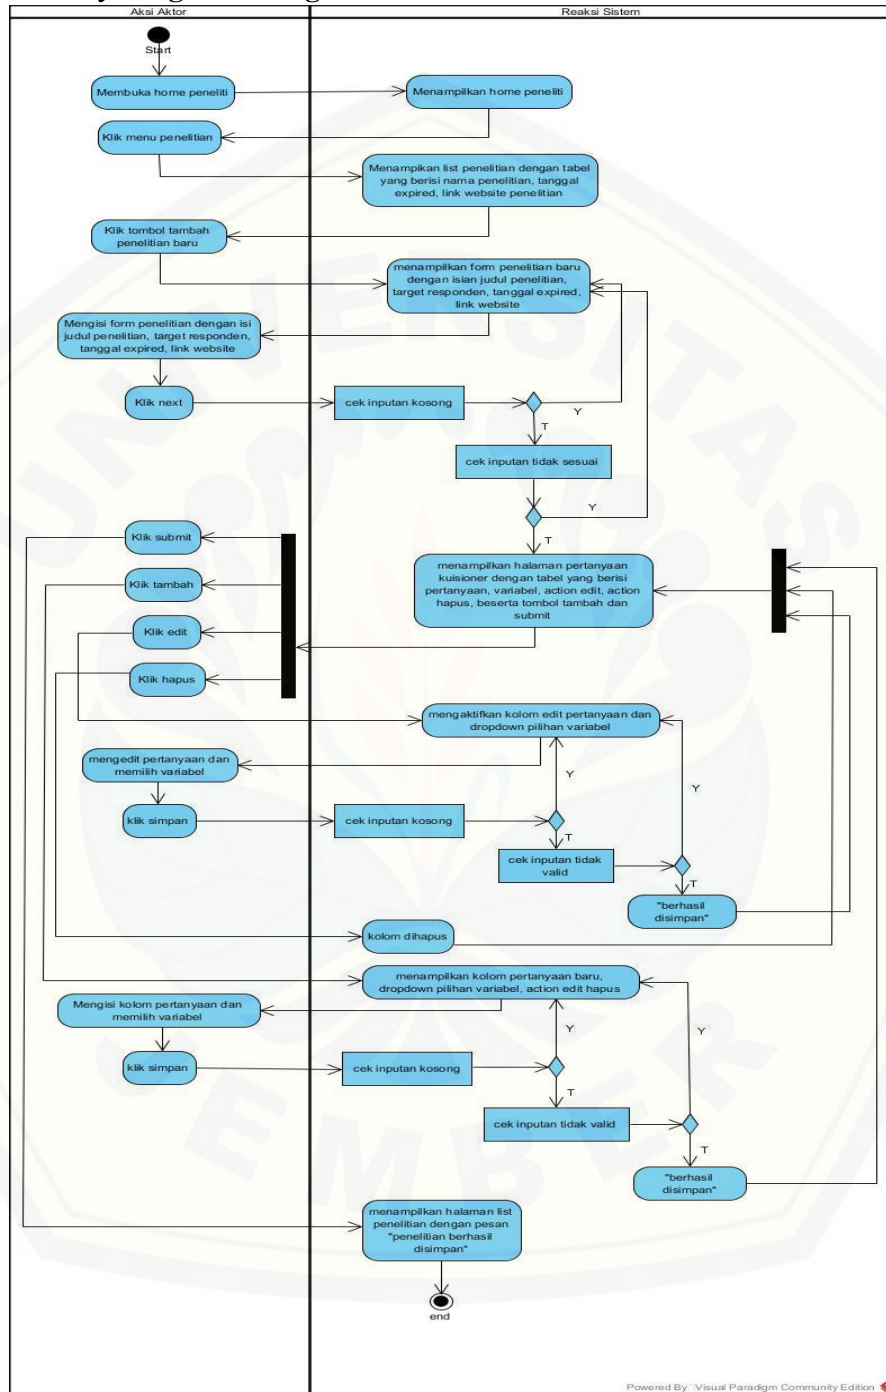 Aksi Aktor
Reaksi Sistem
Start
Membuka home peneliti
Menampilkan home peneliti
Klik menu penelitian
Menampikan list penelitian dengan tabel
yang berisi nama penelitian, tanggal
expired, link website penelitian
Klik tombol tambah
penelitian baru
menampilkan form penelitian baru
dengan isian judul penelitian,
target responden, tanggal expired,
link website
Mengisi form penelitian dengan isi
judul penelitian, target responden,
tanggal expired, link website
Klik next
cek inputan kosong
Y
T
cek inputan tidak sesuai
Y
T
Klik submit
Klik tambah
Klik edit
Klik hapus
menampilkan halaman pertanyaan
kuisioner dengan tabel yang berisi
pertanyaan, variabel, action edit, action
hapus, beserta tombol tambah dan
submit
mengaktifkan kolom edit pertanyaan dan
dropdown pilihan variabel
mengedit pertanyaan dan
memilih variabel
klik simpan
cek inputan kosong
Y
T
cek inputan tidak
valid
Y
T
"berhasil
disimpan"
kolom dihapus
menampilkan kolom pertanyaan baru,
dropdown pilihan variabel, action edit hapus
Mengisi kolom pertanyaan dan
memilih variabel
klik simpan
cek inputan kosong
Y
T
cek inputan tidak valid
Y
T
"berhasil
disimpan"
menampilkan halaman list
penelitian dengan pesan
"penelitian berhasil
disimpan"
end
UNIVERSITAS
JEMBER
Powered By Visual Paradigm Community Edition